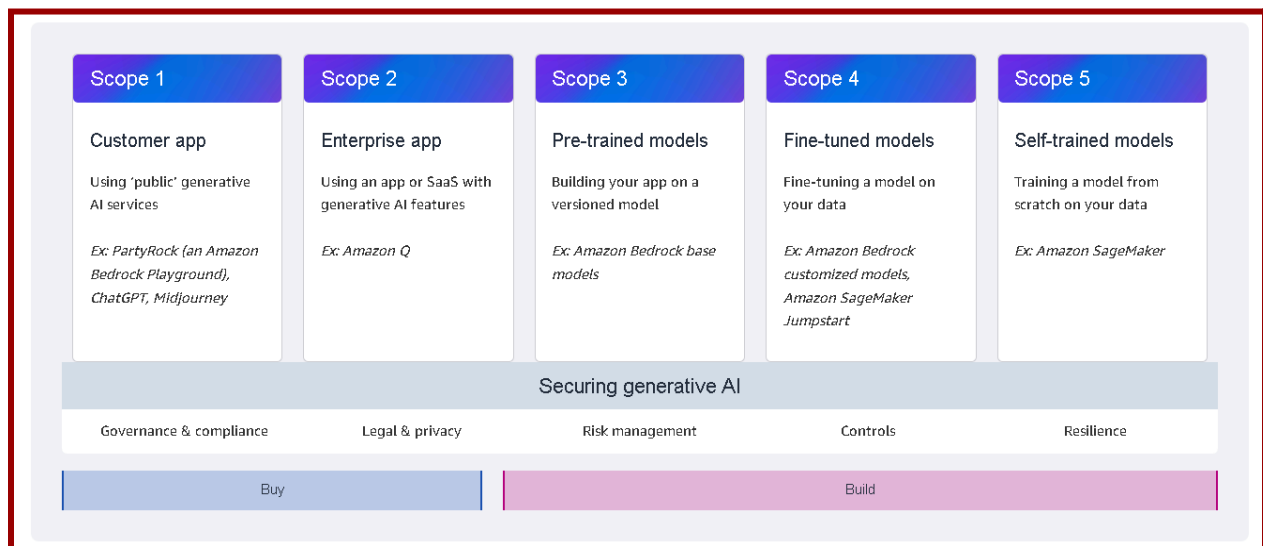 Scope 1
Customer app
Using ‘public’ generative
AI services
Ex: PartyRock (an Amazon
Bedrock Playground),
ChatGPT, Midjourney
Scope 2
Enterprise app
Using an app or SaaS with
generative AI features
Ex: Amazon Q
Scope 3
Pre-trained models
Building your app on a
versioned model
Ex: Amazon Bedrock base
models
Scope 4
Fine-tuned models
Fine-tuning a model on
your data
Ex: Amazon Bedrock
customized models,
Amazon SageMaker
Jumpstart
Scope 5
Self-trained models
Training a model from
scratch on your data
Ex: Amazon SageMaker
Securing generative AI
Governance & compliance
Legal & privacy
Risk management
Controls
Resilience
Buy
Build